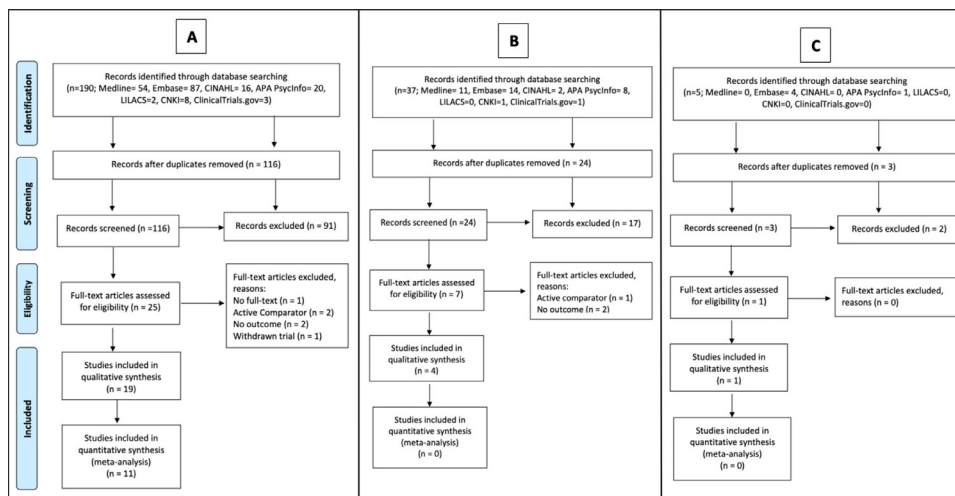 A
Identification
Records identified through database searching
(n=190; Medline= 54, Embase= 87, CINAHL= 16, APA PsycInfo= 20,
LILACS=2, CNKI=8, ClinicalTrials.gov=3)
Screening
Records after duplicates removed (n = 116)
Records screened (n =116)
Records excluded (n = 91)
Eligibility
Full-text articles assessed
for eligibility (n = 25)
Full-text articles excluded,
reasons:
No full-text (n = 1)
Active Comparator (n = 2)
No outcome (n = 2)
Withdrawn trial (n = 1)
Included
Studies included in
qualitative synthesis
(n = 19)
Studies included in
quantitative synthesis
(meta-analysis)
(n = 11)
B
Records identified through database searching
(n=37; Medline= 11, Embase= 14, CINAHL= 2, APA PsycInfo= 8,
LILACS=0, CNKI=1, ClinicalTrials.gov=1)
Records after duplicates removed (n = 24)
Records screened (n =24)
Records excluded (n = 17)
Full-text articles assessed
for eligibility (n = 7)
Full-text articles excluded,
reasons:
Active comparator (n = 1)
No outcome (n = 2)
Studies included in
qualitative synthesis
(n = 4)
Studies included in
quantitative synthesis
(meta-analysis)
(n = 0)
C
Records identified through database searching
(n=5; Medline= 0, Embase= 4, CINAHL= 0, APA PsycInfo= 1, LILACS=0,
CNKI=0, ClinicalTrials.gov=0)
Records after duplicates removed (n = 3)
Records screened (n =3)
Records excluded (n = 2)
Full-text articles assessed
for eligibility (n = 1)
Full-text articles excluded,
reasons (n = 0)
Studies included in
qualitative synthesis
(n = 1)
Studies included in
quantitative synthesis
(meta-analysis)
(n = 0)